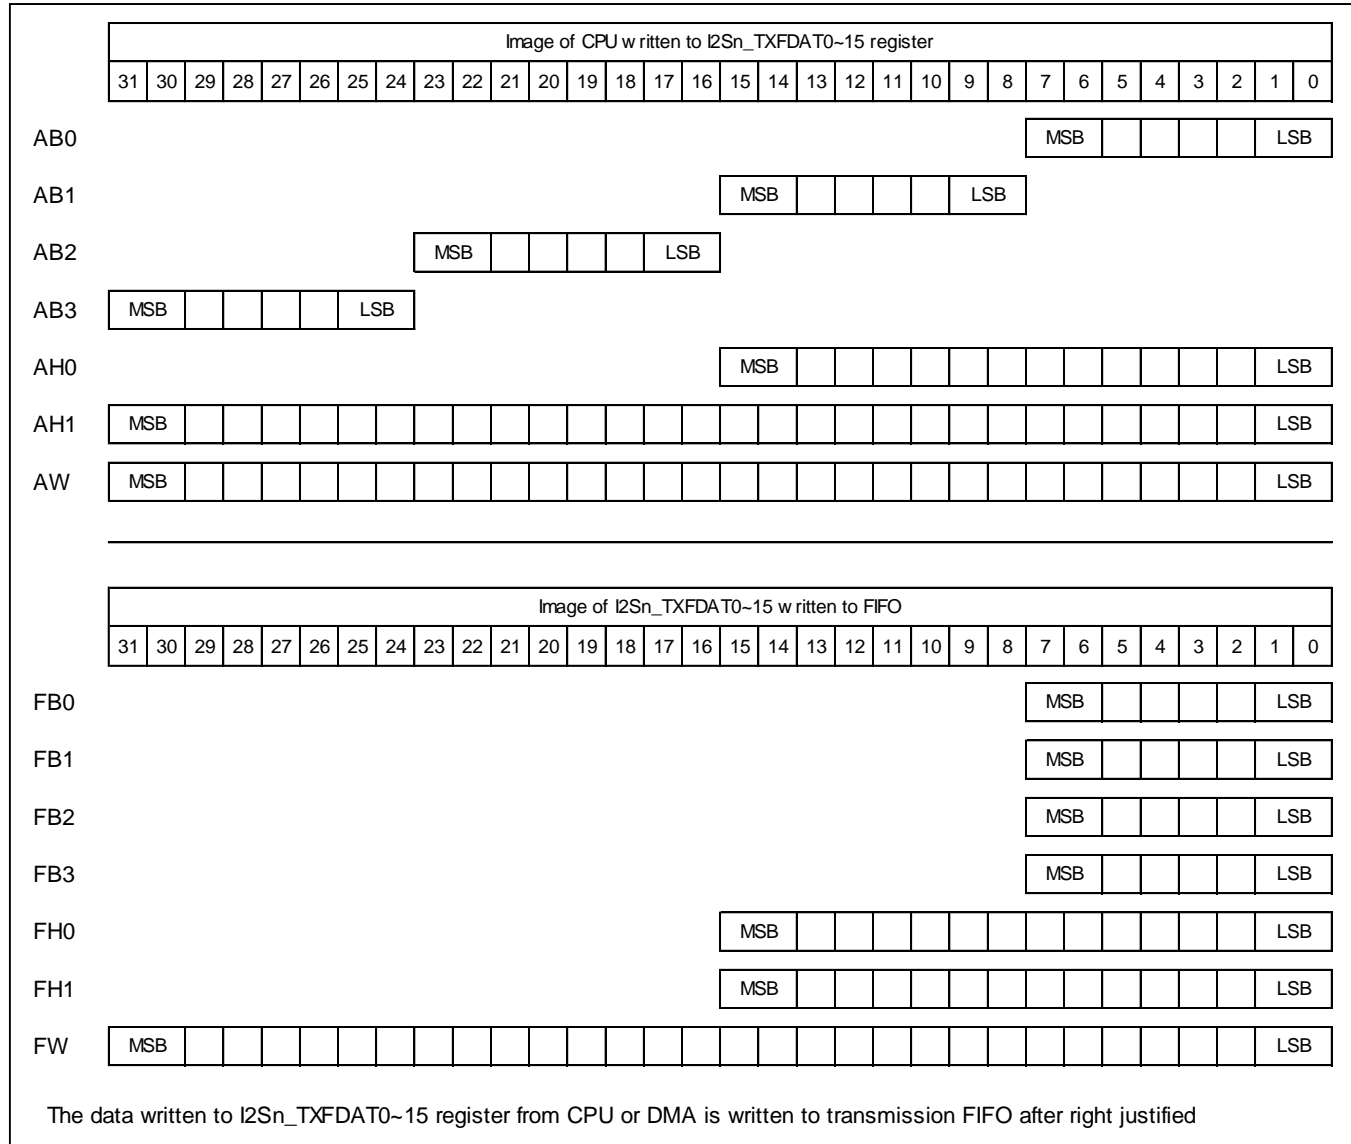 Image of CPU written to I2Sn_TXFDAT0~15 register
31 30 29 28 27 26 25 24 23 22 21 20 19 18 17 16 15 14 13 12 11 10 9 8 7 6 5 4 3 2 1 0
AB0 MSB LSB
AB1 MSB LSB
AB2 MSB LSB
AB3 MSB LSB
AH0 MSB LSB
AH1 MSB LSB
AW MSB LSB
Image of I2Sn_TXFDAT0~15 written to FIFO
31 30 29 28 27 26 25 24 23 22 21 20 19 18 17 16 15 14 13 12 11 10 9 8 7 6 5 4 3 2 1 0
FB0 MSB LSB
FB1 MSB LSB
FB2 MSB LSB
FB3 MSB LSB
FH0 MSB LSB
FH1 MSB LSB
FW MSB LSB
The data written to I2Sn_TXFDAT0~15 register from CPU or DMA is written to transmission FIFO after right justified